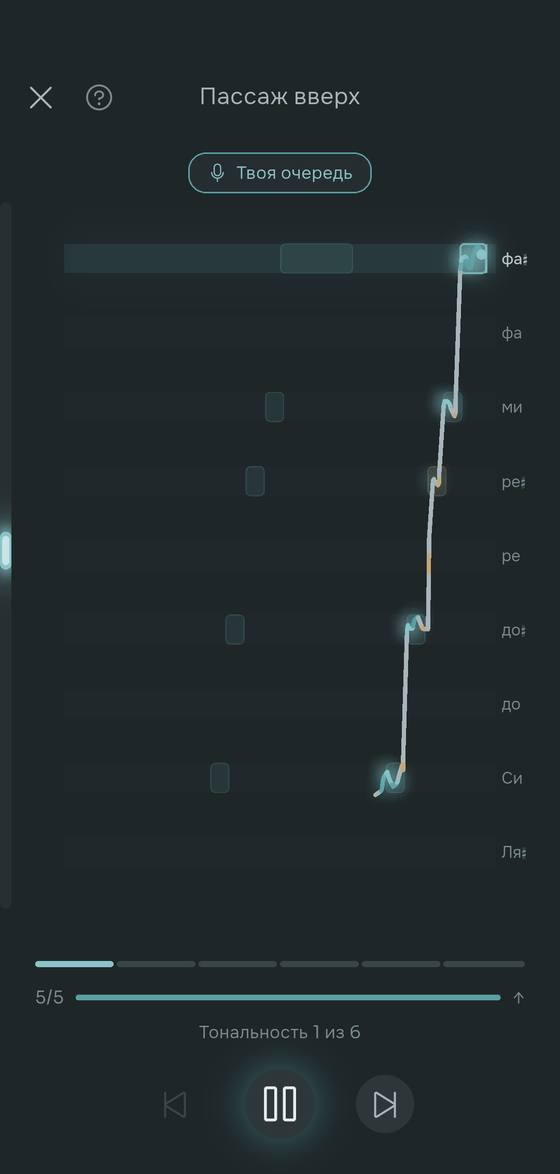 Пассаж вверх
Твоя очередь
фа♯
фа
ми
ре♯
ре
до♯
до
Си
Ля♯
5/5
Тональность 1 из 6